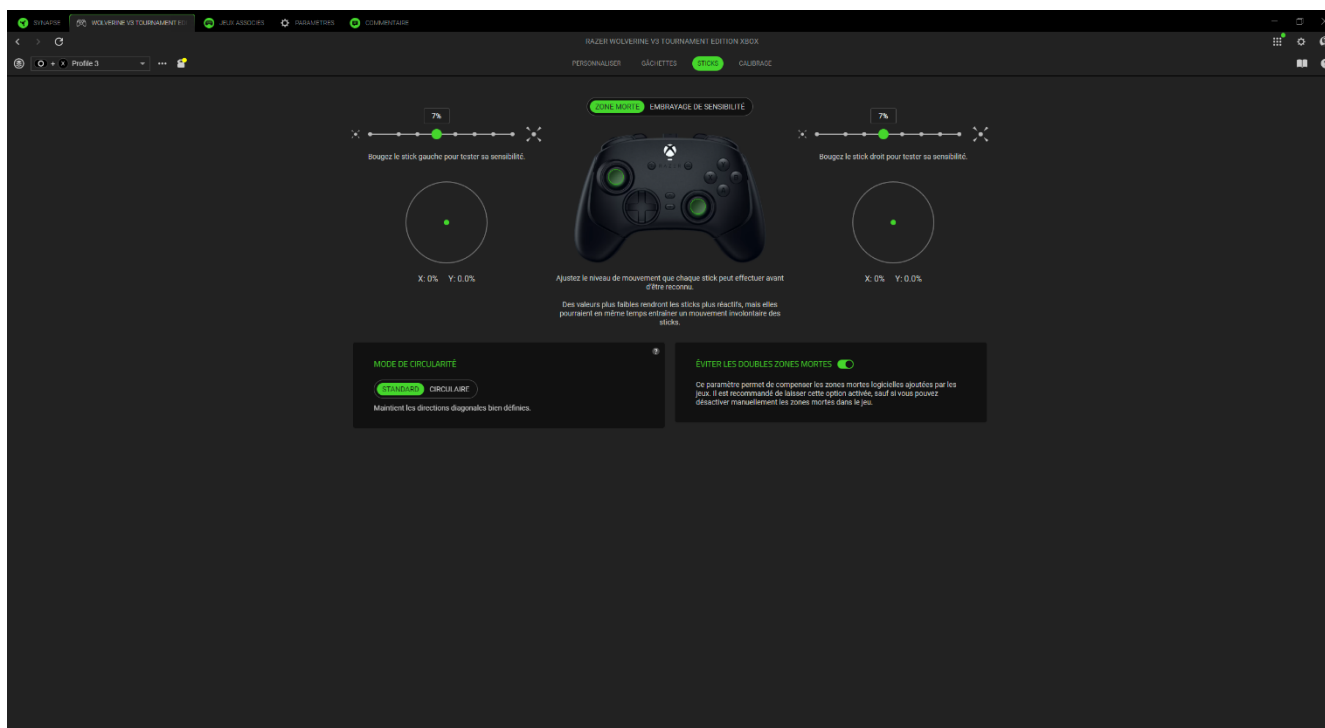 SYNAPSE WOLVERINE V3 TOURNAMENT ED JEUX ASSOCIÉS PARAMÈTRES COMMENTAIRE
RAZER WOLVERINE V3 TOURNAMENT EDITION XBOX
+ X Profile 3
PERSONNALISER GÂCHETTES STICKS CALIBRAGE
ZONE MORTE EMBRAYAGE DE SENSIBILITÉ
7%
7%
Bougez le stick gauche pour tester sa sensibilité.
Bougez le stick droit pour tester sa sensibilité.
RAZER
X: 0% Y: 0.0%
X: 0% Y: 0.0%
Ajustez le niveau de mouvement que chaque stick peut effectuer avant
d'être reconnu.
Des valeurs plus faibles rendront les sticks plus réactifs, mais elles
pourraient en même temps entraîner un mouvement involontaire des
sticks.
MODE DE CIRCULARITÉ
?
STANDARD CIRCULAIRE
Maintient les directions diagonales bien définies.
ÉVITER LES DOUBLES ZONES MORTES
Ce paramètre permet de compenser les zones mortes logicielles ajoutées par les
jeux. Il est recommandé de laisser cette option activée, sauf si vous pouvez
désactiver manuellement les zones mortes dans le jeu.